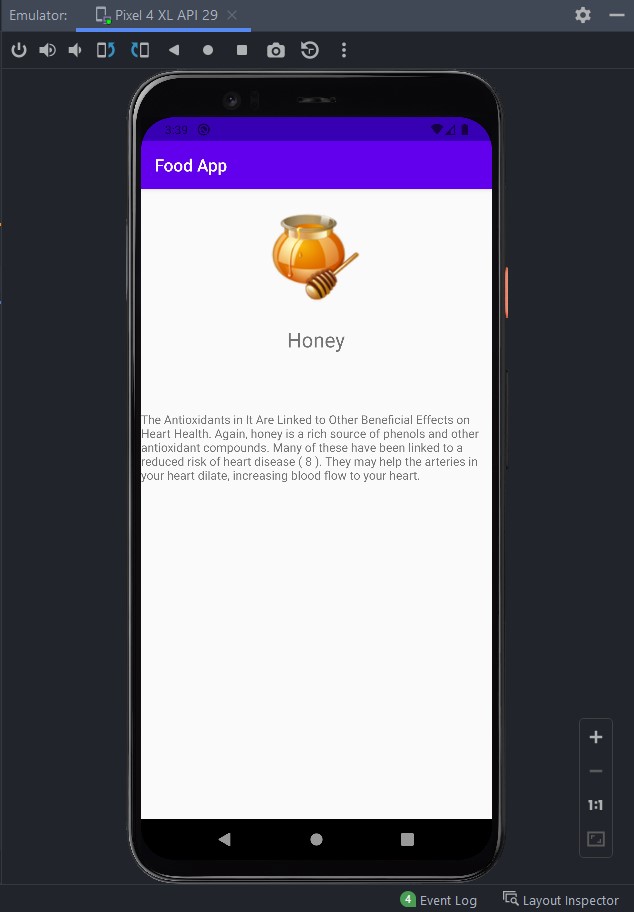 Emulator: Pixel 4 XL API 29
3:39
Food App
Honey
The Antioxidants in It Are Linked to Other Beneficial Effects on
Heart Health. Again, honey is a rich source of phenols and other
antioxidant compounds. Many of these have been linked to a
reduced risk of heart disease ( 8 ). They may help the arteries in
your heart dilate, increasing blood flow to your heart.
1:1
4 Event Log Layout Inspector